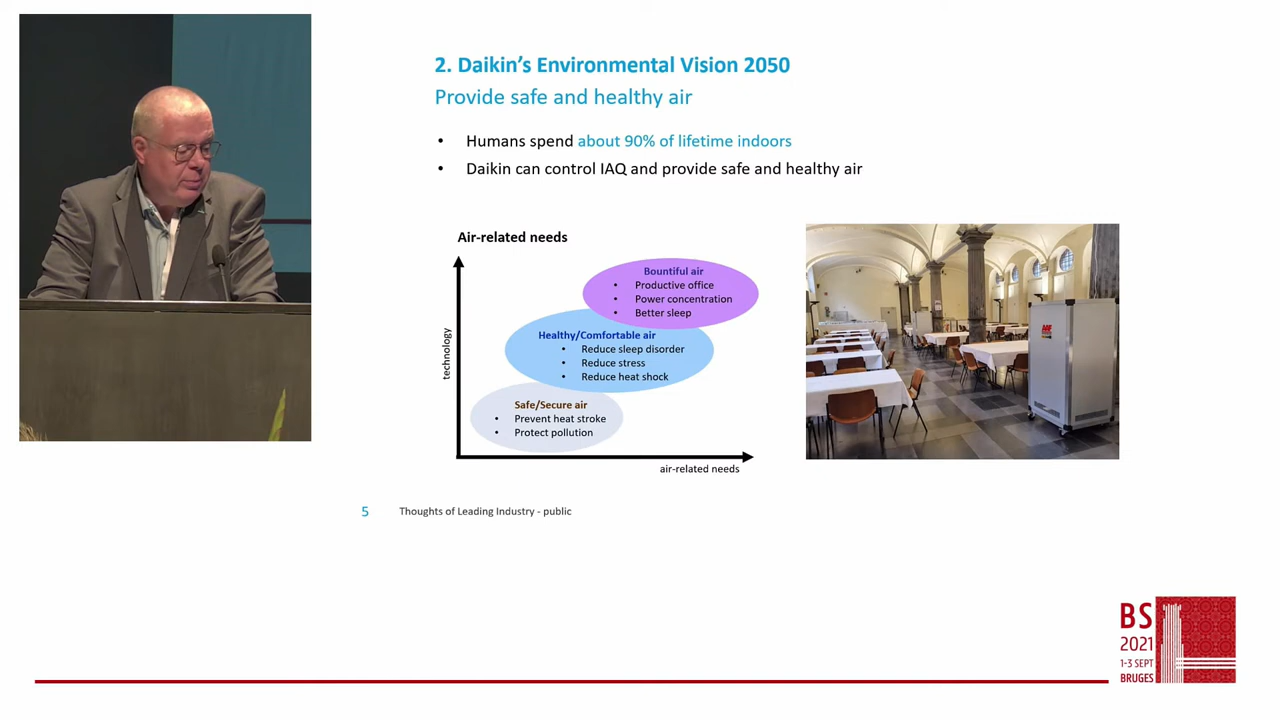 2. Daikin's Environmental Vision 2050
Provide safe and healthy air
• Humans spend about 90% of lifetime indoors
• Daikin can control IAQ and provide safe and healthy air
Air-related needs
technology
Bountiful air
• Productive office
• Power concentration
• Better sleep
Healthy/Comfortable air
• Reduce sleep disorder
• Reduce stress
• Reduce heat shock
Safe/Secure air
• Prevent heat stroke
• Protect pollution
air-related needs
AAF
5 Thoughts of Leading Industry - public
BS
2021
1-3 SEPT
BRUGES